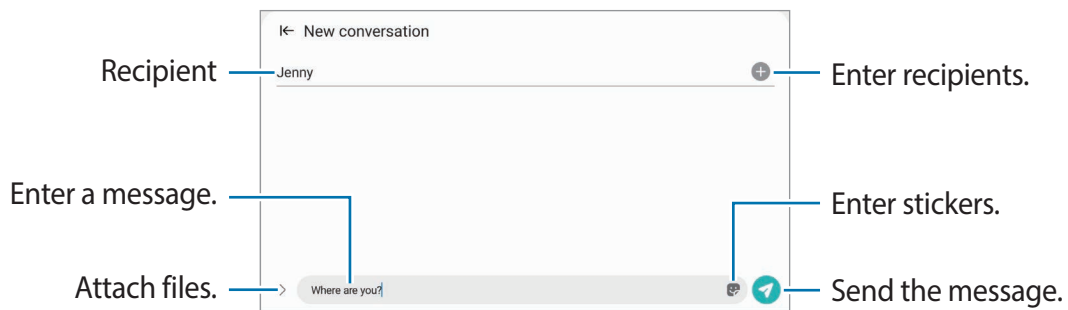 New conversation
Recipient
Jenny
Enter recipients.
Enter a message.
Enter stickers.
Attach files.
Where are you?
Send the message.